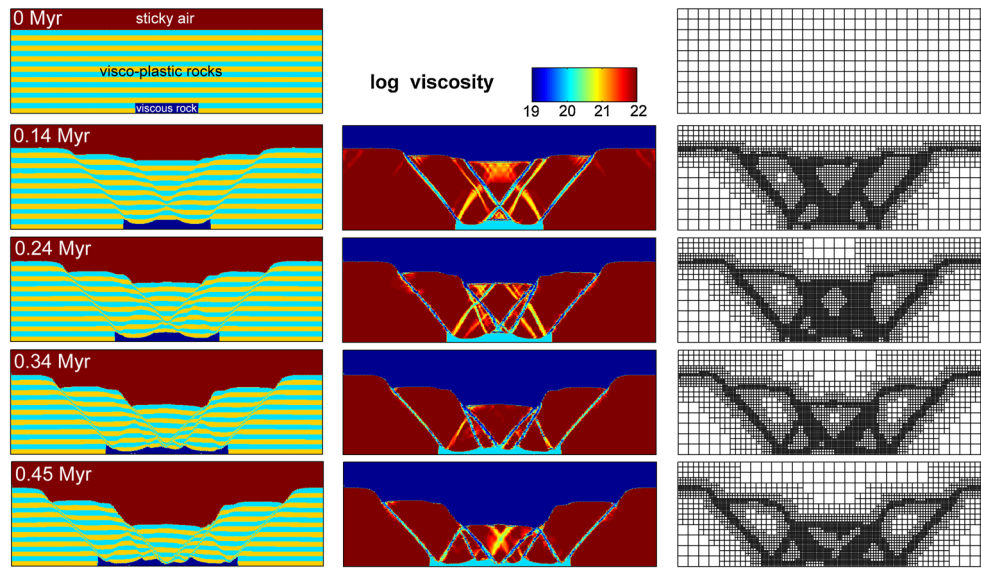 0 Myr
sticky air
visco-plastic rocks
viscous rock
log viscosity
19 20 21 22
0.14 Myr
0.24 Myr
0.34 Myr
0.45 Myr